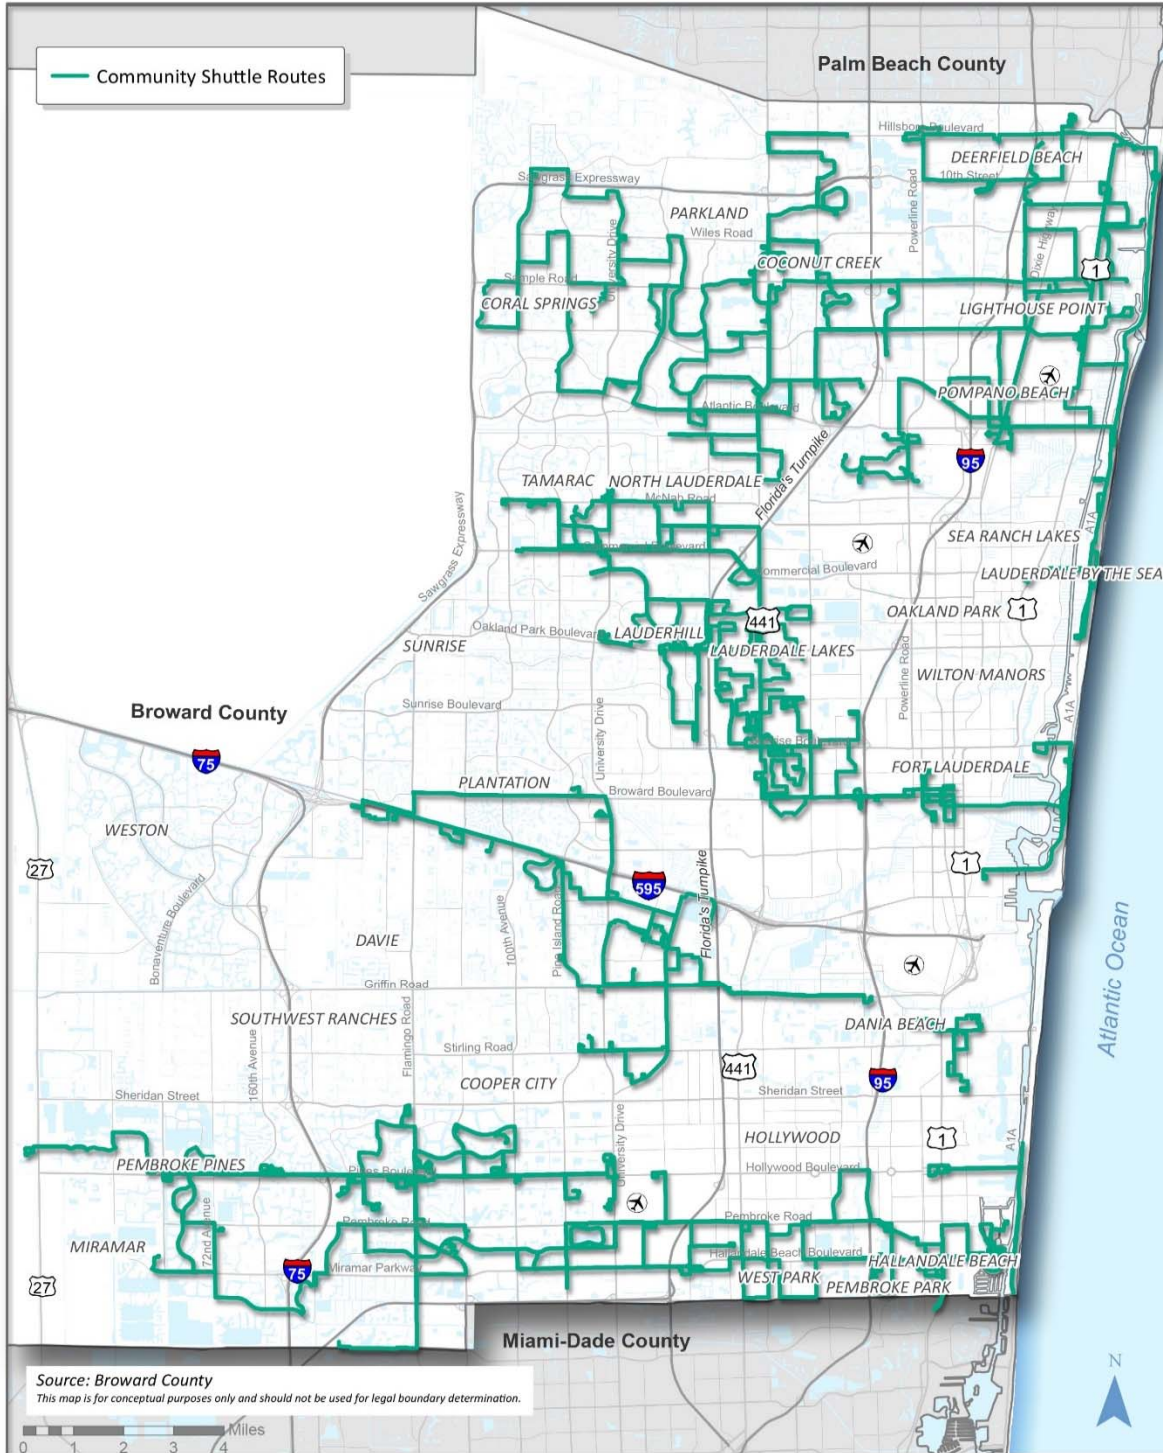 Community Shuttle Routes
Palm Beach County
Hillsboro Boulevard
DEERFIELD BEACH
10th Street
Sawgrass Expressway
Powerline Road
PARKLAND
Wiles Road
University Drive
Dixie Highway
COCONUT CREEK
1
Sample Road
CORAL SPRINGS
LIGHTHOUSE POINT
POMPANO BEACH
Atlantic Boulevard
Florida's Turnpike
95
TAMARAC
NORTH LAUDERDALE
McNab Road
A1A
SEA RANCH LAKES
Commercial Boulevard
Commercial Boulevard
LAUDERDALE BY THE SEA
Sawgrass Expressway
OAKLAND PARK
1
441
Oakland Park Boulevard
LAUDERHILL
SUNRISE
LAUDERDALE LAKES
Powerline Road
WILTON MANORS
Sunrise Boulevard
A1A
Broward County
University Drive
Sunrise Boulevard
75
FORT LAUDERDALE
PLANTATION
Broward Boulevard
WESTON
27
1
595
Florida's Turnpike
Bonaventure Boulevard
100th Avenue
Pine Island Road
DAVIE
Griffin Road
Atlantic Ocean
SOUTHWEST RANCHES
Flamingo Road
DANIA BEACH
160th Avenue
Stirling Road
441
95
COOPER CITY
Sheridan Street
Sheridan Street
University Drive
HOLLYWOOD
1
A1A
PEMBROKE PINES
Pines Boulevard
Hollywood Boulevard
72nd Avenue
Pembroke Road
Pembroke Road
MIRAMAR
Hallandale Beach Boulevard
HALLANDALE BEACH
75
Miramar Parkway
WEST PARK
27
PEMBROKE PARK
Miami-Dade County
N
Source: Broward County
This map is for conceptual purposes only and should not be used for legal boundary determination.
Miles
0 1 2 3 4